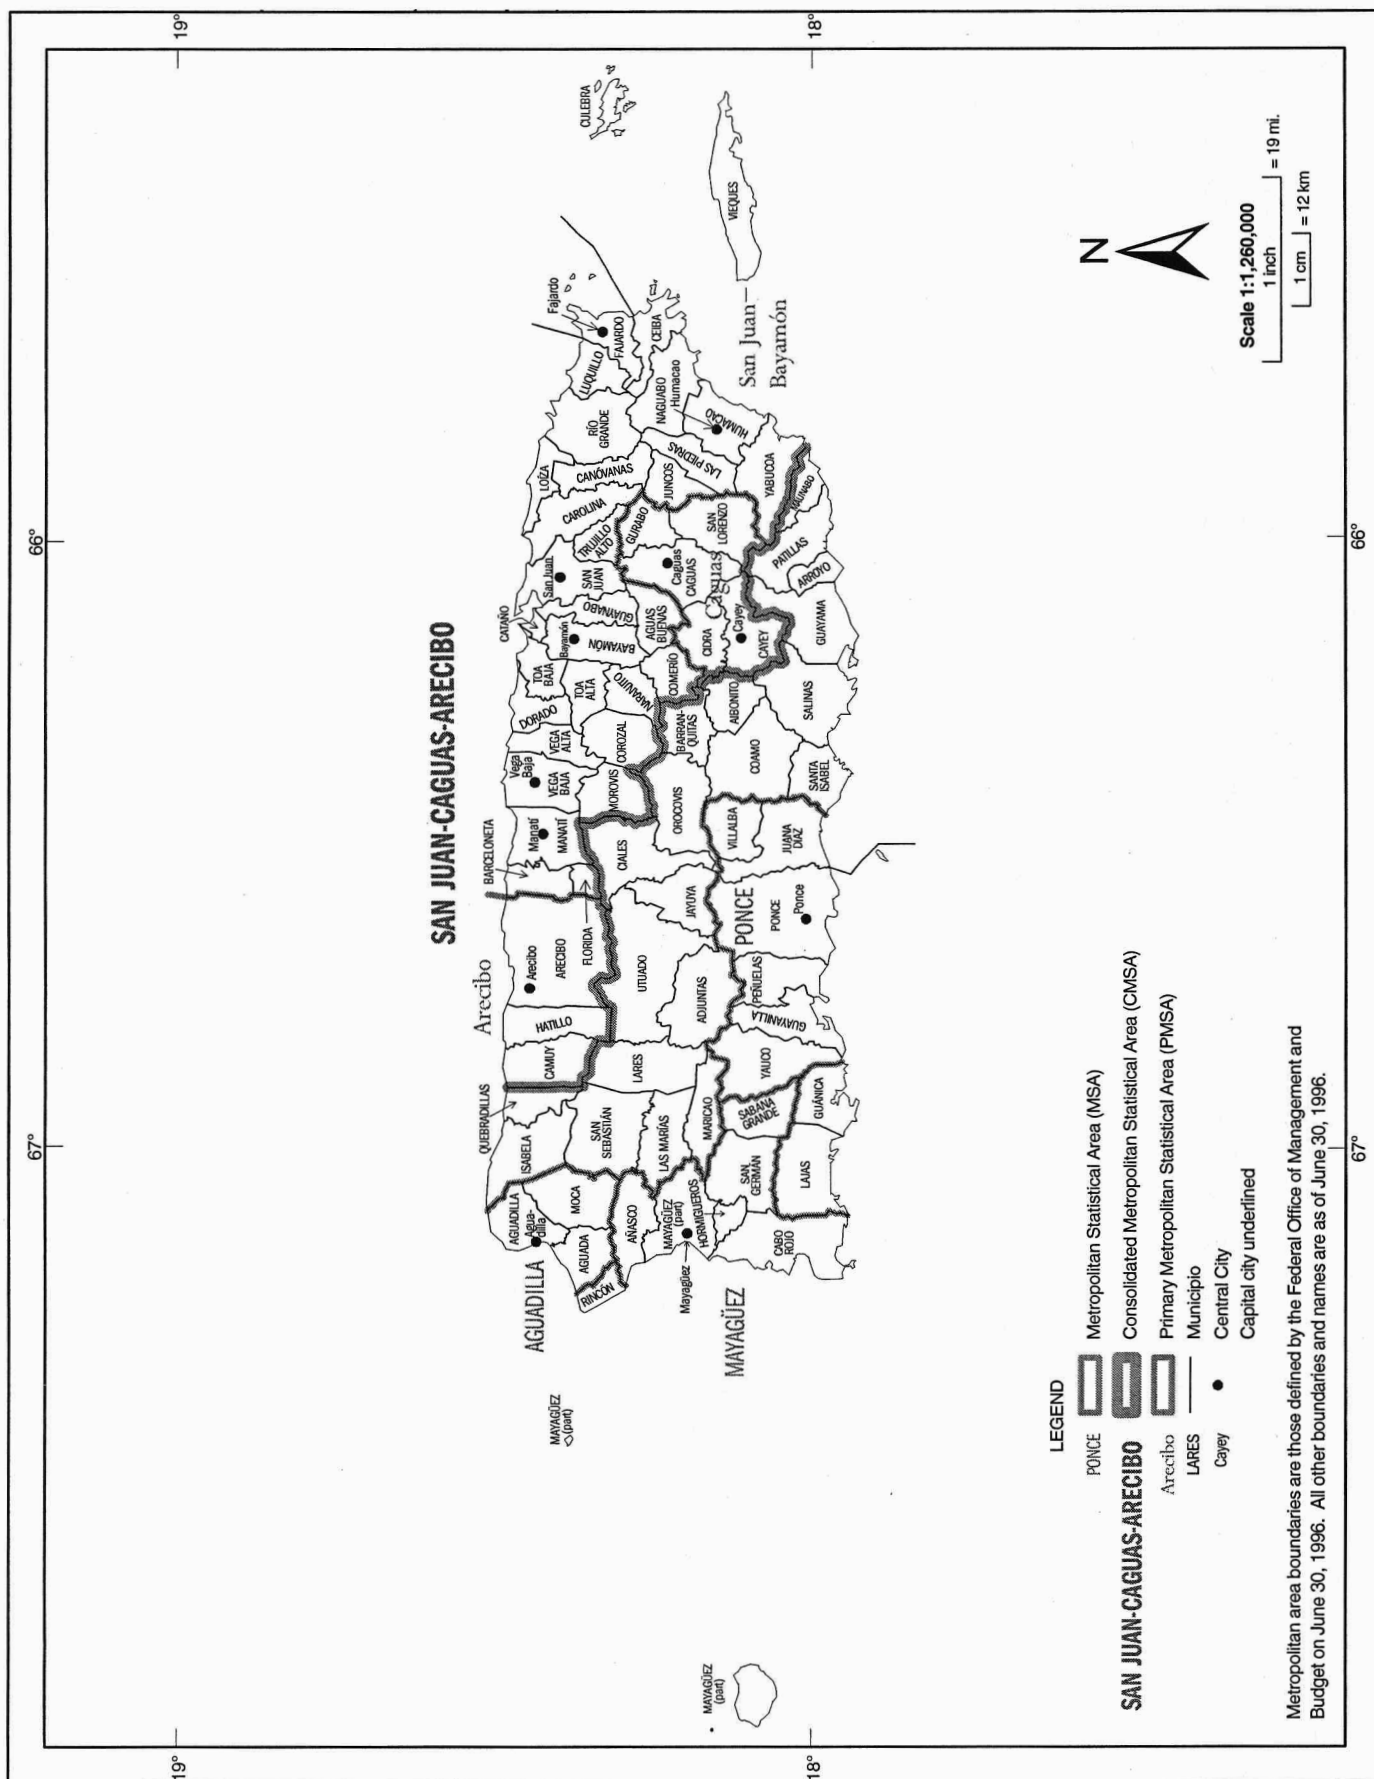 19°
18°
66°
67°
66°
67°
19°
18°
SAN JUAN-CAGUAS-ARECIBO
Arecibo
AGUADILLA
MAYAGÜEZ
PONCE
Caguas
San Juan–
Bayamón
MAYAGÜEZ
(part)
MAYAGÜEZ
(part)
QUEBRADILLAS
BARCELONETA
CATAÑO
CULEBRA
VIEQUES
AGUADILLA
Agua-
dilla
ISABELA
CAMUY
HATILLO
Arecibo
ARECIBO
FLORIDA
Manatí
MANATÍ
Vega
Baja
VEGA
BAJA
VEGA
ALTA
DORADO
TOA
BAJA
TOA
ALTA
Bayamón
BAYAMÓN
GUAYNABO
San Juan
SAN
JUAN
TRUJILLO
ALTO
CAROLINA
LOÍZA
CANÓVANAS
RÍO
GRANDE
LUQUILLO
Fajardo
FAJARDO
CEIBA
RINCÓN
AGUADA
MOCA
SAN
SEBASTIÁN
LARES
UTUADO
CIALES
MOROVIS
COROZAL
NARANJITO
AGUAS
BUENAS
GURABO
JUNCOS
LAS PIEDRAS
NAGUABO
Humacao
HUMACAO
AÑASCO
MAYAGÜEZ
(part)
Mayagüez
HORMIGUEROS
LAS MARÍAS
MARICAO
ADJUNTAS
JAYUYA
OROCOVIS
BARRAN-
QUITAS
COMERÍO
CIDRA
Caguas
CAGUAS
SAN
LORENZO
YABUCOA
CABO
ROJO
SAN
GERMÁN
SABANA
GRANDE
LAJAS
GUÁNICA
YAUCO
GUAYANILLA
PEÑUELAS
PONCE
Ponce
VILLALBA
JUANA
DÍAZ
COAMO
SANTA
ISABEL
AIBONITO
SALINAS
Cayey
CAYEY
GUAYAMA
ARROYO
PATILLAS
MAUNABO
N
Scale 1:1,260,000
1 inch = 19 mi.
1 cm = 12 km
LEGEND
PONCE Metropolitan Statistical Area (MSA)
SAN JUAN-CAGUAS-ARECIBO Consolidated Metropolitan Statistical Area (CMSA)
Arecibo Primary Metropolitan Statistical Area (PMSA)
LARES Municipio
Cayey Central City
Capital city underlined
Metropolitan area boundaries are those defined by the Federal Office of Management and
Budget on June 30, 1996. All other boundaries and names are as of June 30, 1996.